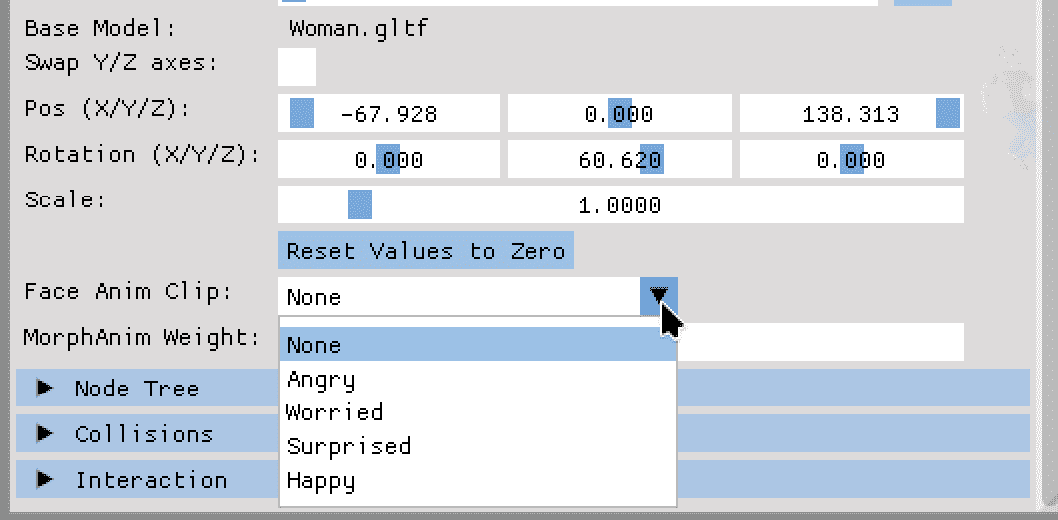 Base Model: Woman.gltf
Swap Y/Z axes:
Pos (X/Y/Z): -67.928 0.000 138.313
Rotation (X/Y/Z): 0.000 60.620 0.000
Scale: 1.0000
Reset Values to Zero
Face Anim Clip: None
MorphAnim Weight:
None
Angry
Worried
Surprised
Happy
Node Tree
Collisions
Interaction